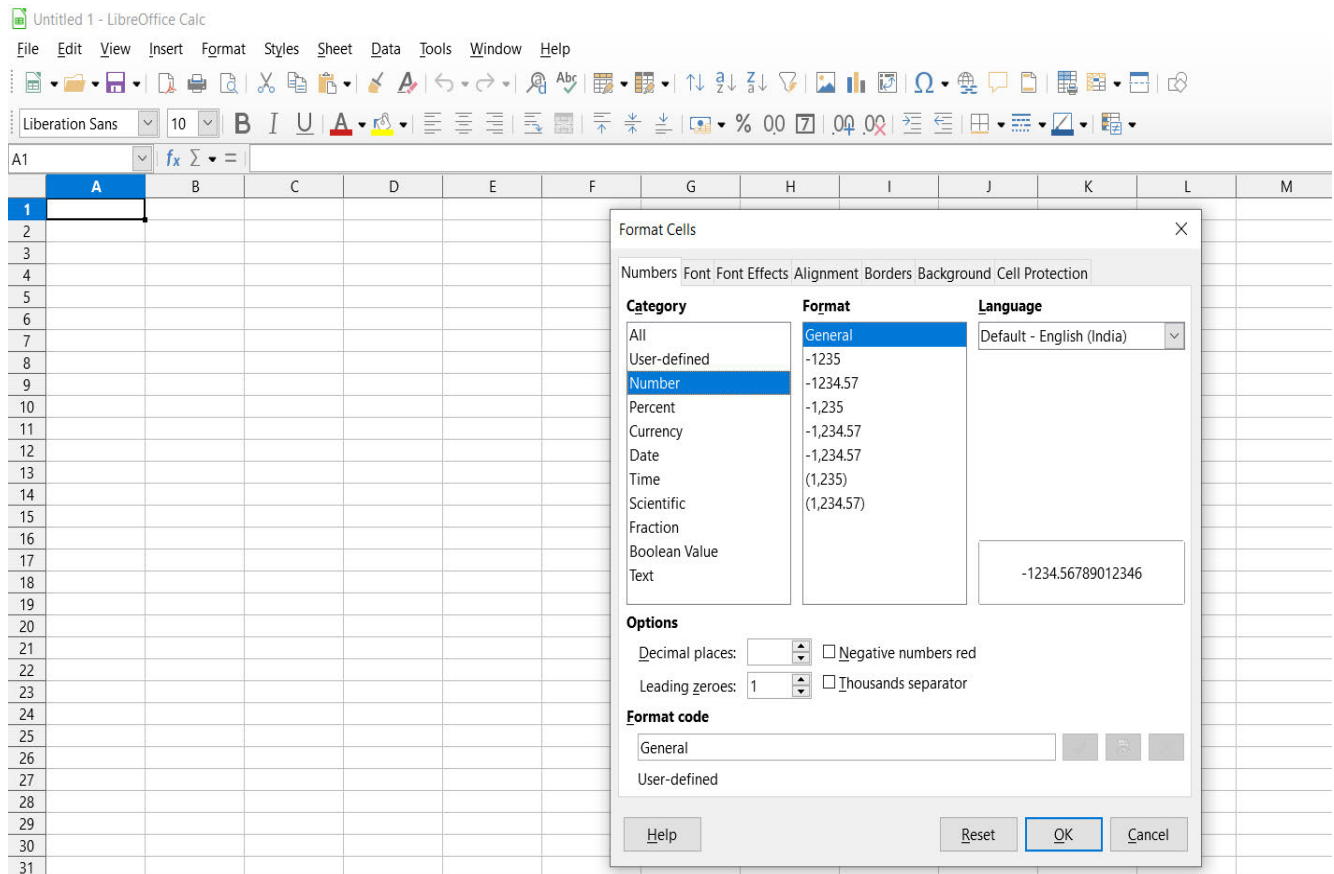 Untitled 1 - LibreOffice Calc
File Edit View Insert Format Styles Sheet Data Tools Window Help
Liberation Sans 10
A1
A B C D E F G H I J K L M
1
2
3
4
5
6
7
8
9
10
11
12
13
14
15
16
17
18
19
20
21
22
23
24
25
26
27
28
29
30
31
Format Cells
Numbers Font Font Effects Alignment Borders Background Cell Protection
Category
All
User-defined
Number
Percent
Currency
Date
Time
Scientific
Fraction
Boolean Value
Text
Format
General
-1235
-1234.57
-1,235
-1,234.57
-1,234.57
(1,235)
(1,234.57)
Language
Default - English (India)
-1234.56789012346
Options
Decimal places: Negative numbers red
Leading zeroes: 1 Thousands separator
Format code
General
User-defined
Help Reset OK Cancel